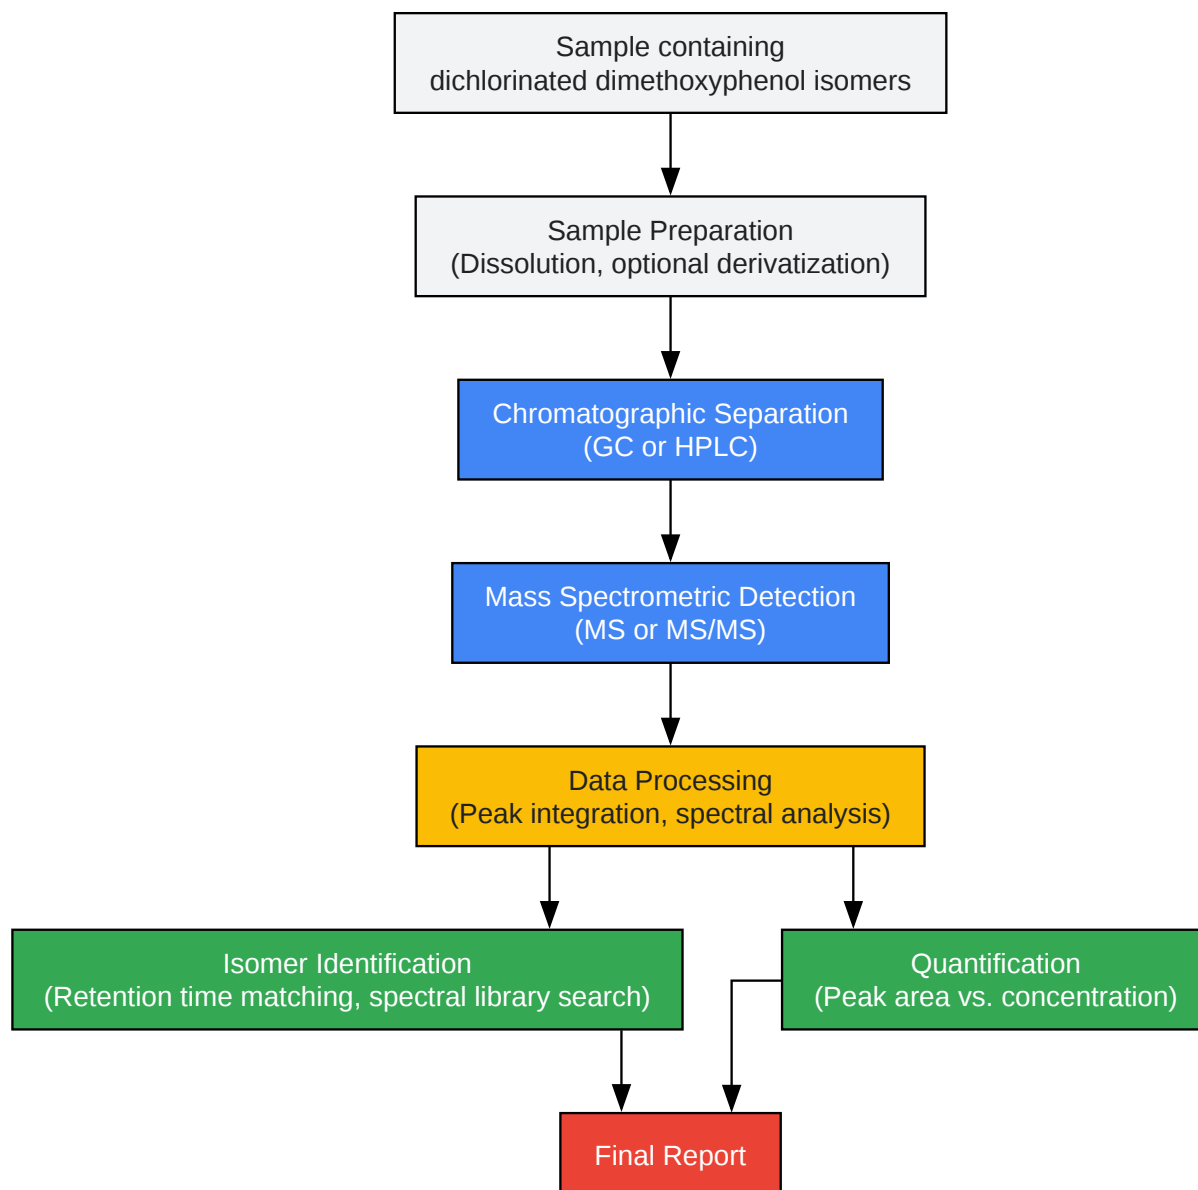 Sample containing
dichlorinated dimethoxyphenol isomers
Sample Preparation
(Dissolution, optional derivatization)
Chromatographic Separation
(GC or HPLC)
Mass Spectrometric Detection
(MS or MS/MS)
Data Processing
(Peak integration, spectral analysis)
Isomer Identification
(Retention time matching, spectral library search)
Quantification
(Peak area vs. concentration)
Final Report